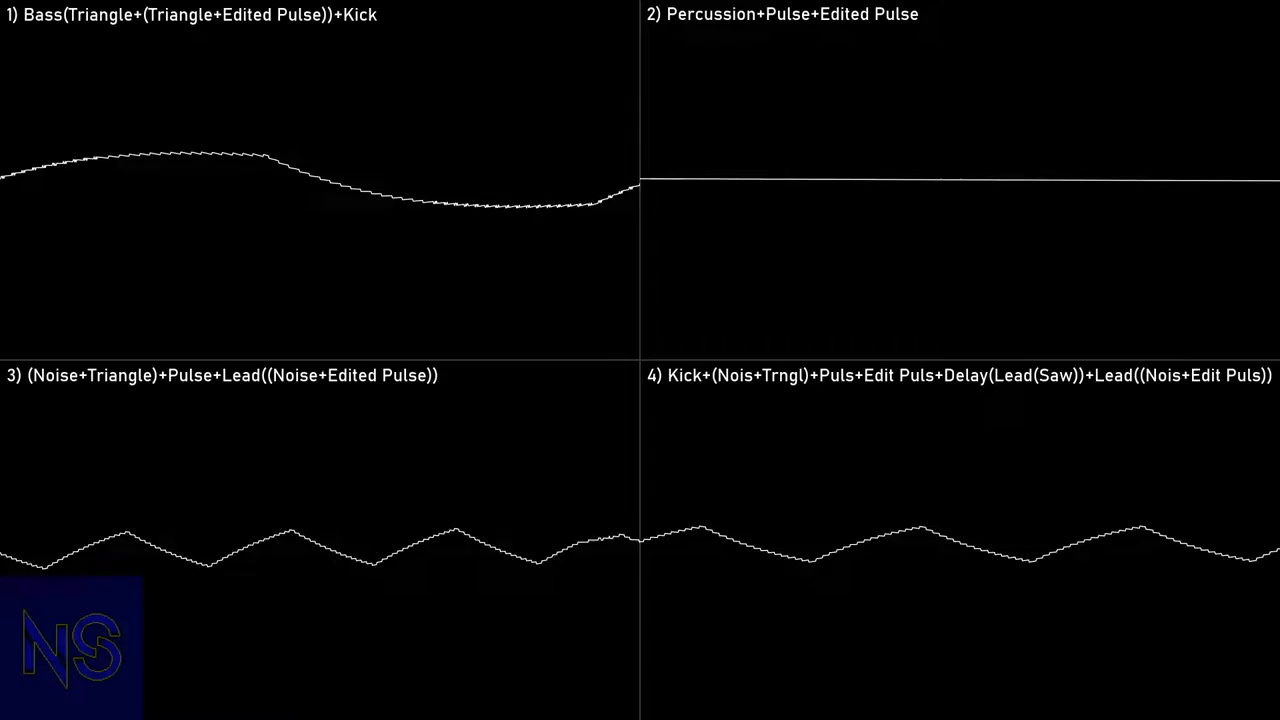 1) Bass(Triangle+(Triangle+Edited Pulse))+Kick
2) Percussion+Pulse+Edited Pulse
3) (Noise+Triangle)+Pulse+Lead((Noise+Edited Pulse))
4) Kick+(Nois+Trngl)+Puls+Edit Puls+Delay(Lead(Saw))+Lead((Nois+Edit Puls))
NS